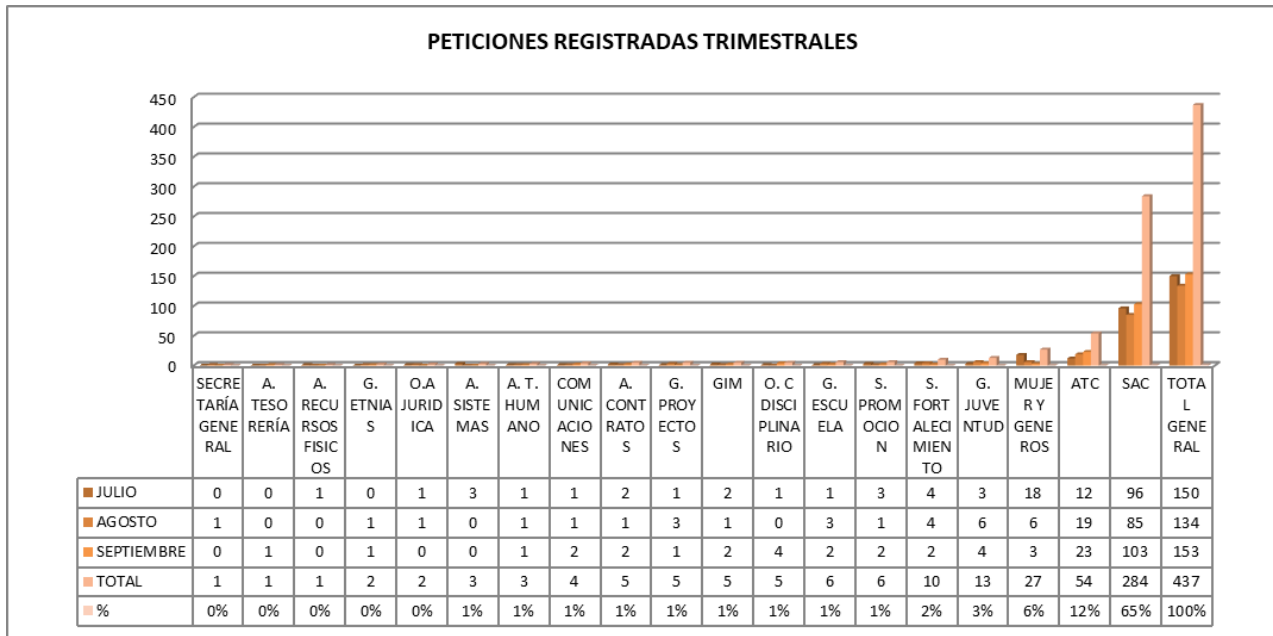 PETICIONES REGISTRADAS TRIMESTRALES
450
400
350
300
250
200
150
100
50
0
SECRE TARÍA GENE RAL
A. TESO RERÍA
A. RECU RSOS FISIC OS
G. ETNIA S
O.A JURID ICA
A. SISTE MAS
A. T. HUM ANO
COM UNIC ACIO NES
A. CONT RATO S
G. PROY ECTO S
GIM
O. C DISCI PLINA RIO
G. ESCU ELA
S. PROM OCIO N
S. FORT ALECI MIEN TO
G. JUVE NTUD
MUJE R Y GENE ROS
ATC
SAC
TOTA L GENE RAL
JULIO 0 0 1 0 1 3 1 1 2 1 2 1 1 3 4 3 18 12 96 150
AGOSTO 1 0 0 1 1 0 1 1 1 3 1 0 3 1 4 6 6 19 85 134
SEPTIEMBRE 0 1 0 1 0 0 1 2 2 1 2 4 2 2 2 4 3 23 103 153
TOTAL 1 1 1 2 2 3 3 4 5 5 5 5 6 6 10 13 27 54 284 437
% 0% 0% 0% 0% 0% 1% 1% 1% 1% 1% 1% 1% 1% 1% 2% 3% 6% 12% 65% 100%